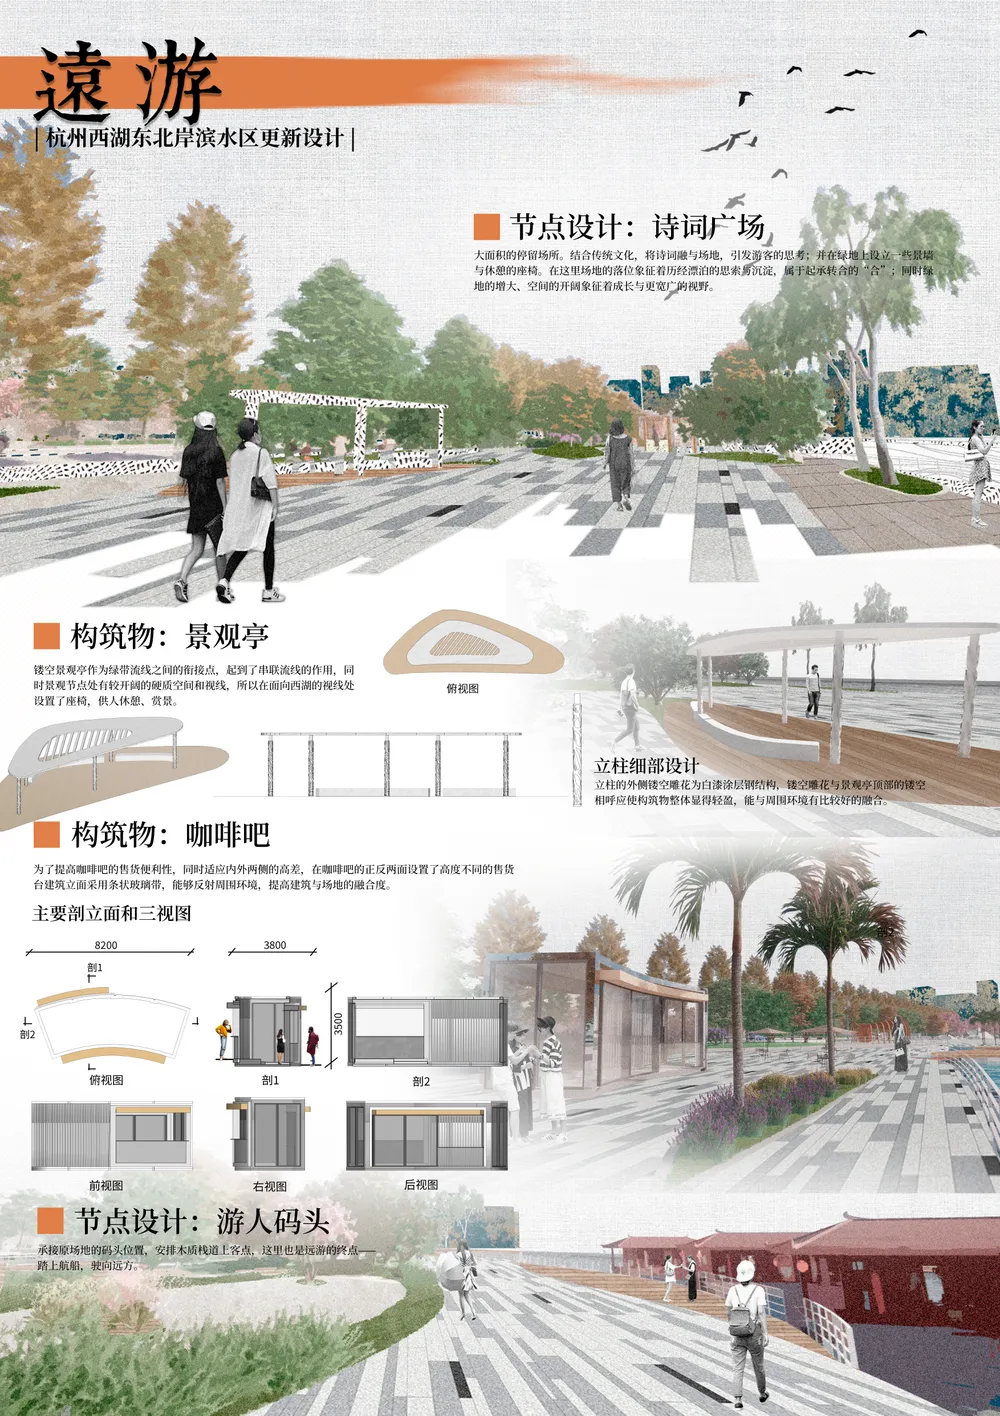 遠游
| 杭州西湖东北岸滨水区更新设计 |
节点设计：诗词广场
大面积的停留场所。结合传统文化，将诗词融与场地，引发游客的思考；并在绿地上设立一些景墙
与休憩的座椅。在这里场地的落位象征着历经漂泊的思索与沉淀，属于起承转合的“合”；同时绿
地的增大、空间的开阔象征着成长与更宽广的视野。
构筑物：景观亭
镂空景观亭作为绿带流线之间的衔接点，起到了串联流线的作用，同
时景观节点处有较开阔的硬质空间和视线，所以在面向西湖的视线处
设置了座椅，供人休憩、赏景。
俯视图
立柱细部设计
立柱的外侧镂空雕花为白漆涂层钢结构，镂空雕花与景观亭顶部的镂空
相呼应使构筑物整体显得轻盈，能与周围环境有比较好的融合。
构筑物：咖啡吧
为了提高咖啡吧的售货便利性，同时适应内外两侧的高差，在咖啡吧的正反两面设置了高度不同的售货
台建筑立面采用条状玻璃带，能够反射周围环境，提高建筑与场地的融合度。
主要剖立面和三视图
8200
3800
剖1
剖2
3500
俯视图
剖1
剖2
前视图
右视图
后视图
节点设计：游人码头
承接原场地的码头位置，安排木质栈道上客点，这里也是远游的终点——
踏上航船，驶向远方。